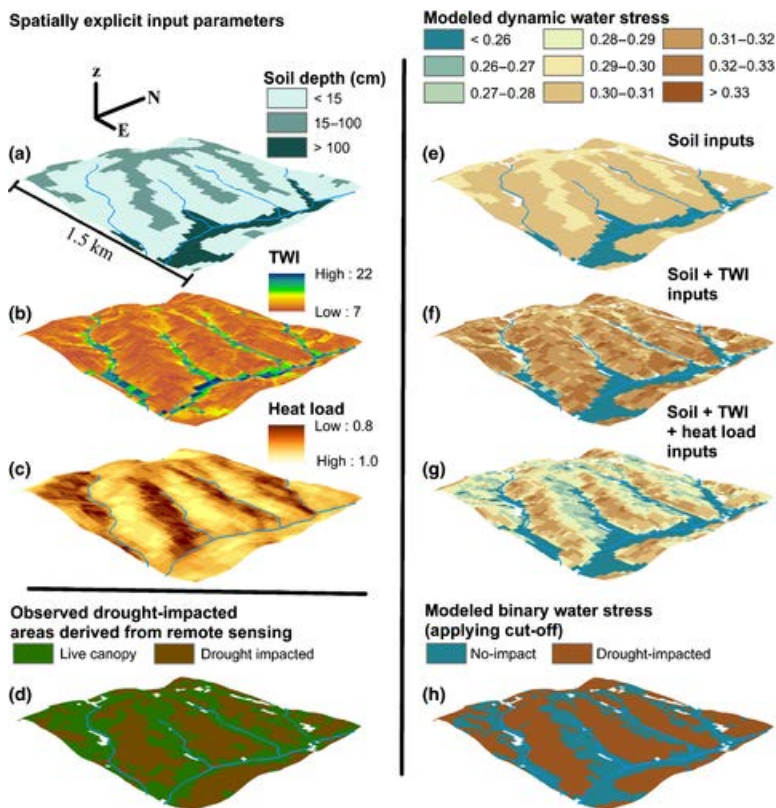 Spatially explicit input parameters
z
N
E
Soil depth (cm)
< 15
15–100
> 100
(a)
1.5 km
TWI
High : 22
Low : 7
(b)
Heat load
Low : 0.8
High : 1.0
(c)
Observed drought-impacted
areas derived from remote sensing
Live canopy
Drought impacted
(d)
Modeled dynamic water stress
< 0.26
0.28–0.29
0.31–0.32
0.26–0.27
0.29–0.30
0.32–0.33
0.27–0.28
0.30–0.31
> 0.33
Soil inputs
(e)
Soil + TWI
inputs
(f)
Soil + TWI
+ heat load
inputs
(g)
Modeled binary water stress
(applying cut-off)
No-impact
Drought-impacted
(h)